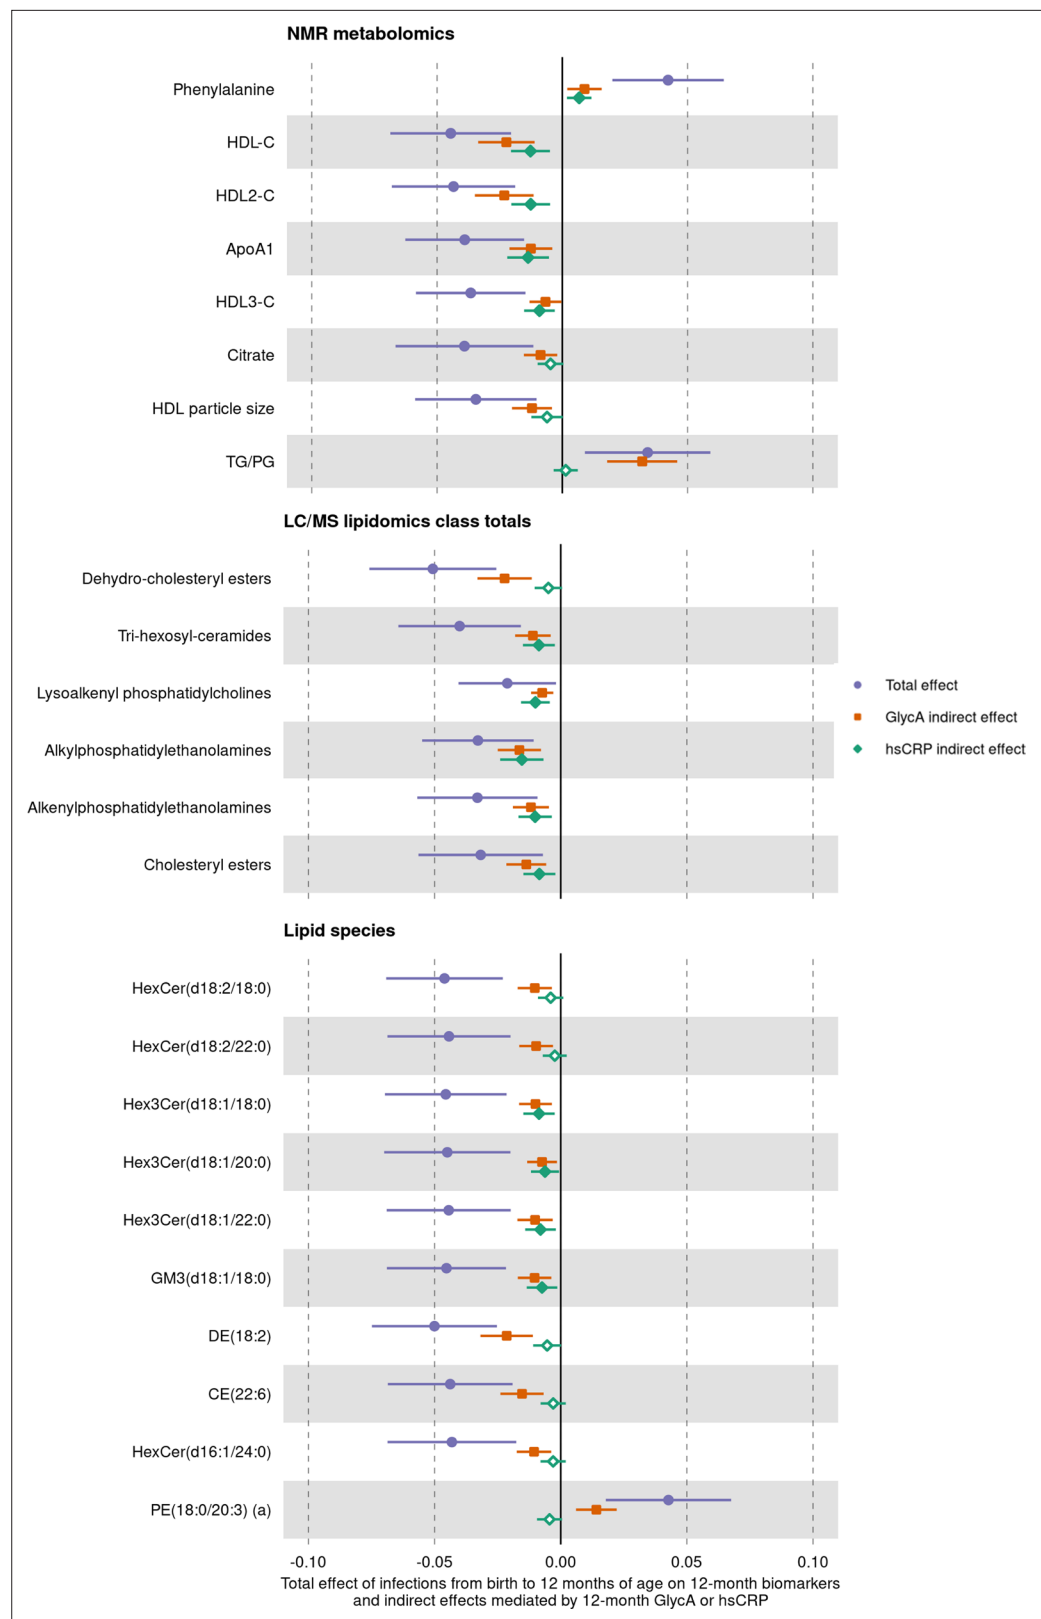 NMR metabolomics
Phenylalanine
HDL-C
HDL2-C
ApoA1
HDL3-C
Citrate
HDL particle size
TG/PG
LC/MS lipidomics class totals
Dehydro-cholesteryl esters
Tri-hexosyl-ceramides
Lysoalkenyl phosphatidylcholines
Alkylphosphatidylethanolamines
Alkenylphosphatidylethanolamines
Cholesteryl esters
Total effect
GlycA indirect effect
hsCRP indirect effect
Lipid species
HexCer(d18:2/18:0)
HexCer(d18:2/22:0)
Hex3Cer(d18:1/18:0)
Hex3Cer(d18:1/20:0)
Hex3Cer(d18:1/22:0)
GM3(d18:1/18:0)
DE(18:2)
CE(22:6)
HexCer(d16:1/24:0)
PE(18:0/20:3) (a)
-0.10 -0.05 0.00 0.05 0.10
Total effect of infections from birth to 12 months of age on 12-month biomarkers
and indirect effects mediated by 12-month GlycA or hsCRP